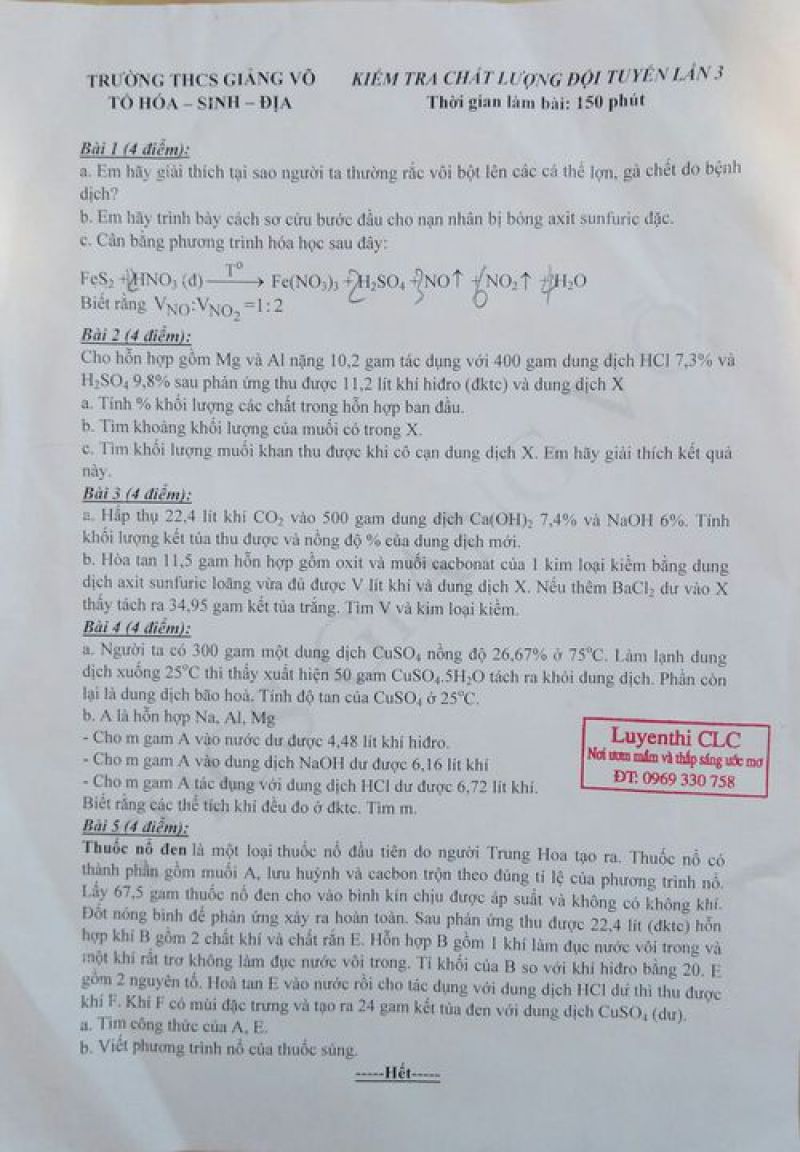 TRƯỜNG THCS GIẢNG VÕ
TỔ HÓA – SINH – ĐỊA
KIỂM TRA CHẤT LƯỢNG ĐỘI TUYỂN LẦN 3
Thời gian làm bài: 150 phút
Bài 1 (4 điểm):
a. Em hãy giải thích tại sao người ta thường rắc vôi bột lên các cá thể lợn, gà chết do bệnh
dịch?
b. Em hãy trình bày cách sơ cứu bước đầu cho nạn nhân bị bỏng axit sunfuric đặc.
c. Cân bằng phương trình hóa học sau đây:
FeS₂ + HNO₃ (đ) —T°→ Fe(NO₃)₃ + H₂SO₄ + NO↑ + NO₂↑ + H₂O
Biết rằng V_NO:V_NO₂ =1: 2
Bài 2 (4 điểm):
Cho hỗn hợp gồm Mg và Al nặng 10,2 gam tác dụng với 400 gam dung dịch HCl 7,3% và
H₂SO₄ 9,8% sau phản ứng thu được 11,2 lít khí hiđro (đktc) và dung dịch X
a. Tính % khối lượng các chất trong hỗn hợp ban đầu.
b. Tìm khoảng khối lượng của muối có trong X.
c. Tìm khối lượng muối khan thu được khi cô cạn dung dịch X. Em hãy giải thích kết quả
này.
Bài 3 (4 điểm):
a. Hấp thụ 22,4 lít khí CO₂ vào 500 gam dung dịch Ca(OH)₂ 7,4% và NaOH 6%. Tính
khối lượng kết tủa thu được và nồng độ % của dung dịch mới.
b. Hòa tan 11,5 gam hỗn hợp gồm oxit và muối cacbonat của 1 kim loại kiềm bằng dung
dịch axit sunfuric loãng vừa đủ được V lít khí và dung dịch X. Nếu thêm BaCl₂ dư vào X
thấy tách ra 34,95 gam kết tủa trắng. Tìm V và kim loại kiềm.
Bài 4 (4 điểm):
a. Người ta có 300 gam một dung dịch CuSO₄ nồng độ 26,67% ở 75°C. Làm lạnh dung
dịch xuống 25°C thì thấy xuất hiện 50 gam CuSO₄.5H₂O tách ra khỏi dung dịch. Phần còn
lại là dung dịch bão hoà. Tính độ tan của CuSO₄ ở 25°C.
b. A là hỗn hợp Na, Al, Mg
- Cho m gam A vào nước dư được 4,48 lít khí hiđro.
- Cho m gam A vào dung dịch NaOH dư được 6,16 lít khí
- Cho m gam A tác dụng với dung dịch HCl dư được 6,72 lít khí.
Biết rằng các thể tích khí đều đo ở đktc. Tìm m.
Luyenthi CLC
Nơi ươm mầm và thắp sáng ước mơ
ĐT: 0969 330 758
Bài 5 (4 điểm):
Thuốc nổ đen là một loại thuốc nổ đầu tiên do người Trung Hoa tạo ra. Thuốc nổ có
thành phần gồm muối A, lưu huỳnh và cacbon trộn theo đúng tỉ lệ của phương trình nổ.
Lấy 67,5 gam thuốc nổ đen cho vào bình kín chịu được áp suất và không có không khí.
Đốt nóng bình để phản ứng xảy ra hoàn toàn. Sau phản ứng thu được 22,4 lít (đktc) hỗn
hợp khí B gồm 2 chất khí và chất rắn E. Hỗn hợp B gồm 1 khí làm đục nước vôi trong và
một khí rất trơ không làm đục nước vôi trong. Tỉ khối của B so với khí hiđro bằng 20. E
gồm 2 nguyên tố. Hoà tan E vào nước rồi cho tác dụng với dung dịch HCl dư thì thu được
khí F. Khí F có mùi đặc trưng và tạo ra 24 gam kết tủa đen với dung dịch CuSO₄ (dư).
a. Tìm công thức của A, E.
b. Viết phương trình nổ của thuốc súng.
-----Hết-----